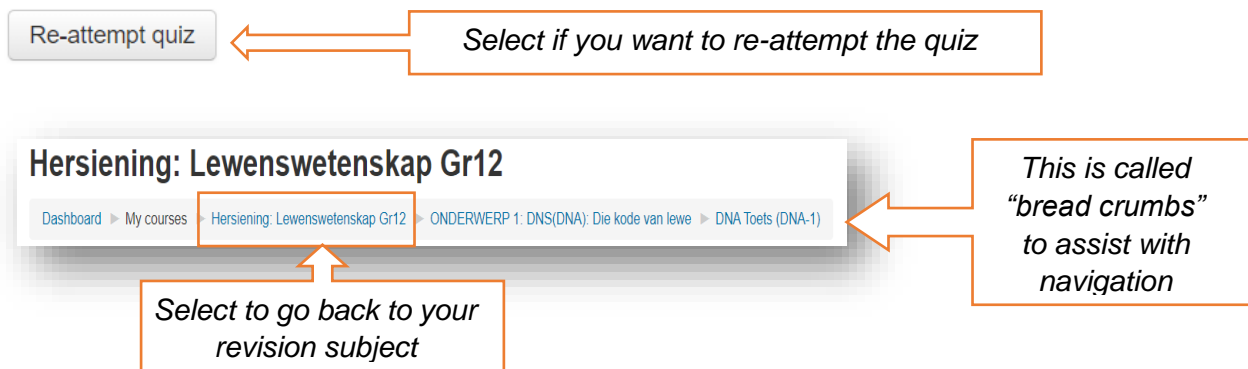 Re-attempt quiz
Select if you want to re-attempt the quiz
Hersiening: Lewenswetenskap Gr12
Dashboard ▶ My courses ▶ Hersiening: Lewenswetenskap Gr12 ▶ ONDERWERP 1: DNS(DNA): Die kode van lewe ▶ DNA Toets (DNA-1)
This is called
“bread crumbs”
to assist with
navigation
Select to go back to your
revision subject